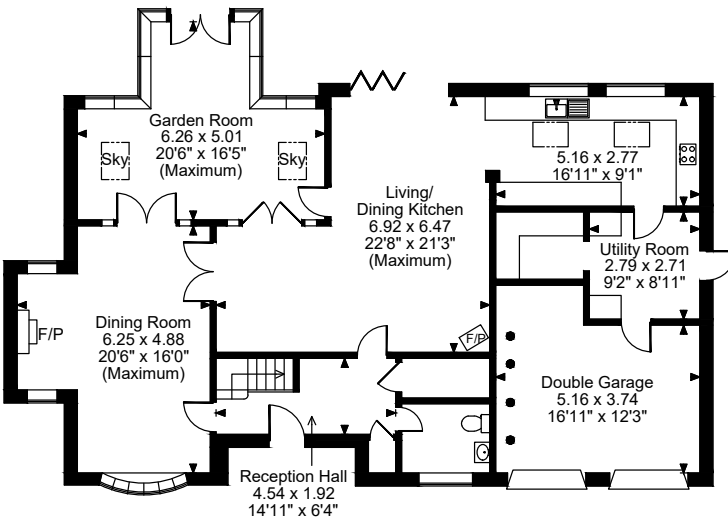 Garden Room
6.26 x 5.01
20'6" x 16'5"
(Maximum)
Sky
Sky
5.16 x 2.77
16'11" x 9'1"
Living/
Dining Kitchen
6.92 x 6.47
22'8" x 21'3"
(Maximum)
Utility Room
2.79 x 2.71
9'2" x 8'11"
F/P
Dining Room
6.25 x 4.88
20'6" x 16'0"
(Maximum)
F/P
Double Garage
5.16 x 3.74
16'11" x 12'3"
Reception Hall
4.54 x 1.92
14'11" x 6'4"